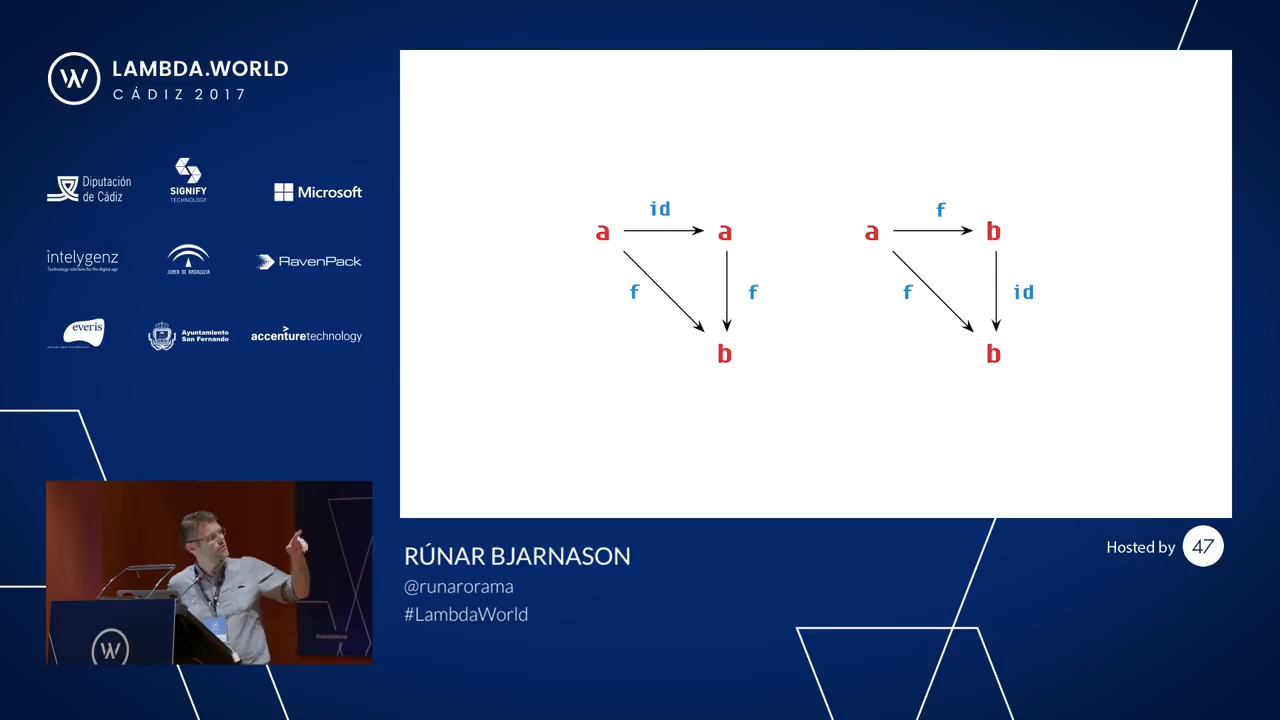 LAMBDA.WORLD
CÁDIZ 2017
Diputación
de Cádiz
SIGNIFY
TECHNOLOGY
Microsoft
intelygenz
Technology solutions for the digital age
JUNTA DE ANDALUCIA
RavenPack
everis
Ayuntamiento
San Fernando
accenturetechnology
id
a a
f f
b
f
a b
f id
b
W
#LambdaWorld
RÚNAR BJARNASON
@runarorama
#LambdaWorld
Hosted by 47